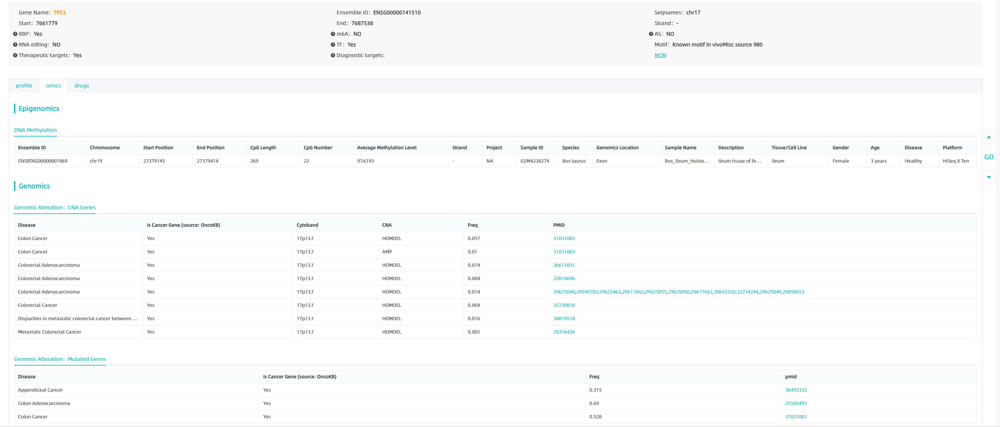 Gene Name: TP53 Ensemble ID: ENSG00000141510 Seqnames: chr17
Start: 7661779 End: 7687538 Strand: -
RBP: Yes m6A: NO AS: NO
RNA edting: NO TF: Yes Motif: Known motif In vivoMisc source 980
Therapeutic targets: Yes Diagnostic targets: NCBI
profile omics drugs
Epigenomics
DNA Methylation
Ensemble ID Chromosome Start Position End Position CpG Length CpG Number Average Methylation Level Strand Project Sample ID Species Genomics Location Sample Name Description Tissue/Cell Line Gender Age Disease Platform
ENSBTAG00000001069 chr19 27379145 27379414 269 22 97.6193 - NA GSM4238274 Bos taurus Exon Bos_Ileum_Holste... Ileum tissue of fe... Ileum Female 3 years Healthy HiSeq X Ten
GO
Genomics
Genomic Alteration: CNA Genes
Disease Is Cancer Gene (source: OncoKB) Cytoband CNA Freq PMID
Colon Cancer Yes 17p13.1 HOMDEL 0.057 31031003
Colon Cancer Yes 17p13.1 AMP 0.01 31031003
Colorectal Adenocarcinoma Yes 17p13.1 HOMDEL 0.014 36611031
Colorectal Adenocarcinoma Yes 17p13.1 HOMDEL 0.004 22810696
Colorectal Adenocarcinoma Yes 17p13.1 HOMDEL 0.014 29625048,29596782,29622463,29617662,29625055,29625050,29617662,30643250,32214244,29625049,29850653
Colorectal Cancer Yes 17p13.1 HOMDEL 0.004 32730818
Disparities in metastatic colorectal cancer between ... Yes 17p13.1 HOMDEL 0.016 34819518
Metastatic Colorectal Cancer Yes 17p13.1 HOMDEL 0.005 29316426
Genomic Alteration: Mutated Genes
Disease Is Cancer Gene (source: OncoKB) Freq pmid
Appendiceal Cancer Yes 0.315 36493333
Colon Adenocarcinoma Yes 0.69 25583493
Colon Cancer Yes 0.528 31031003